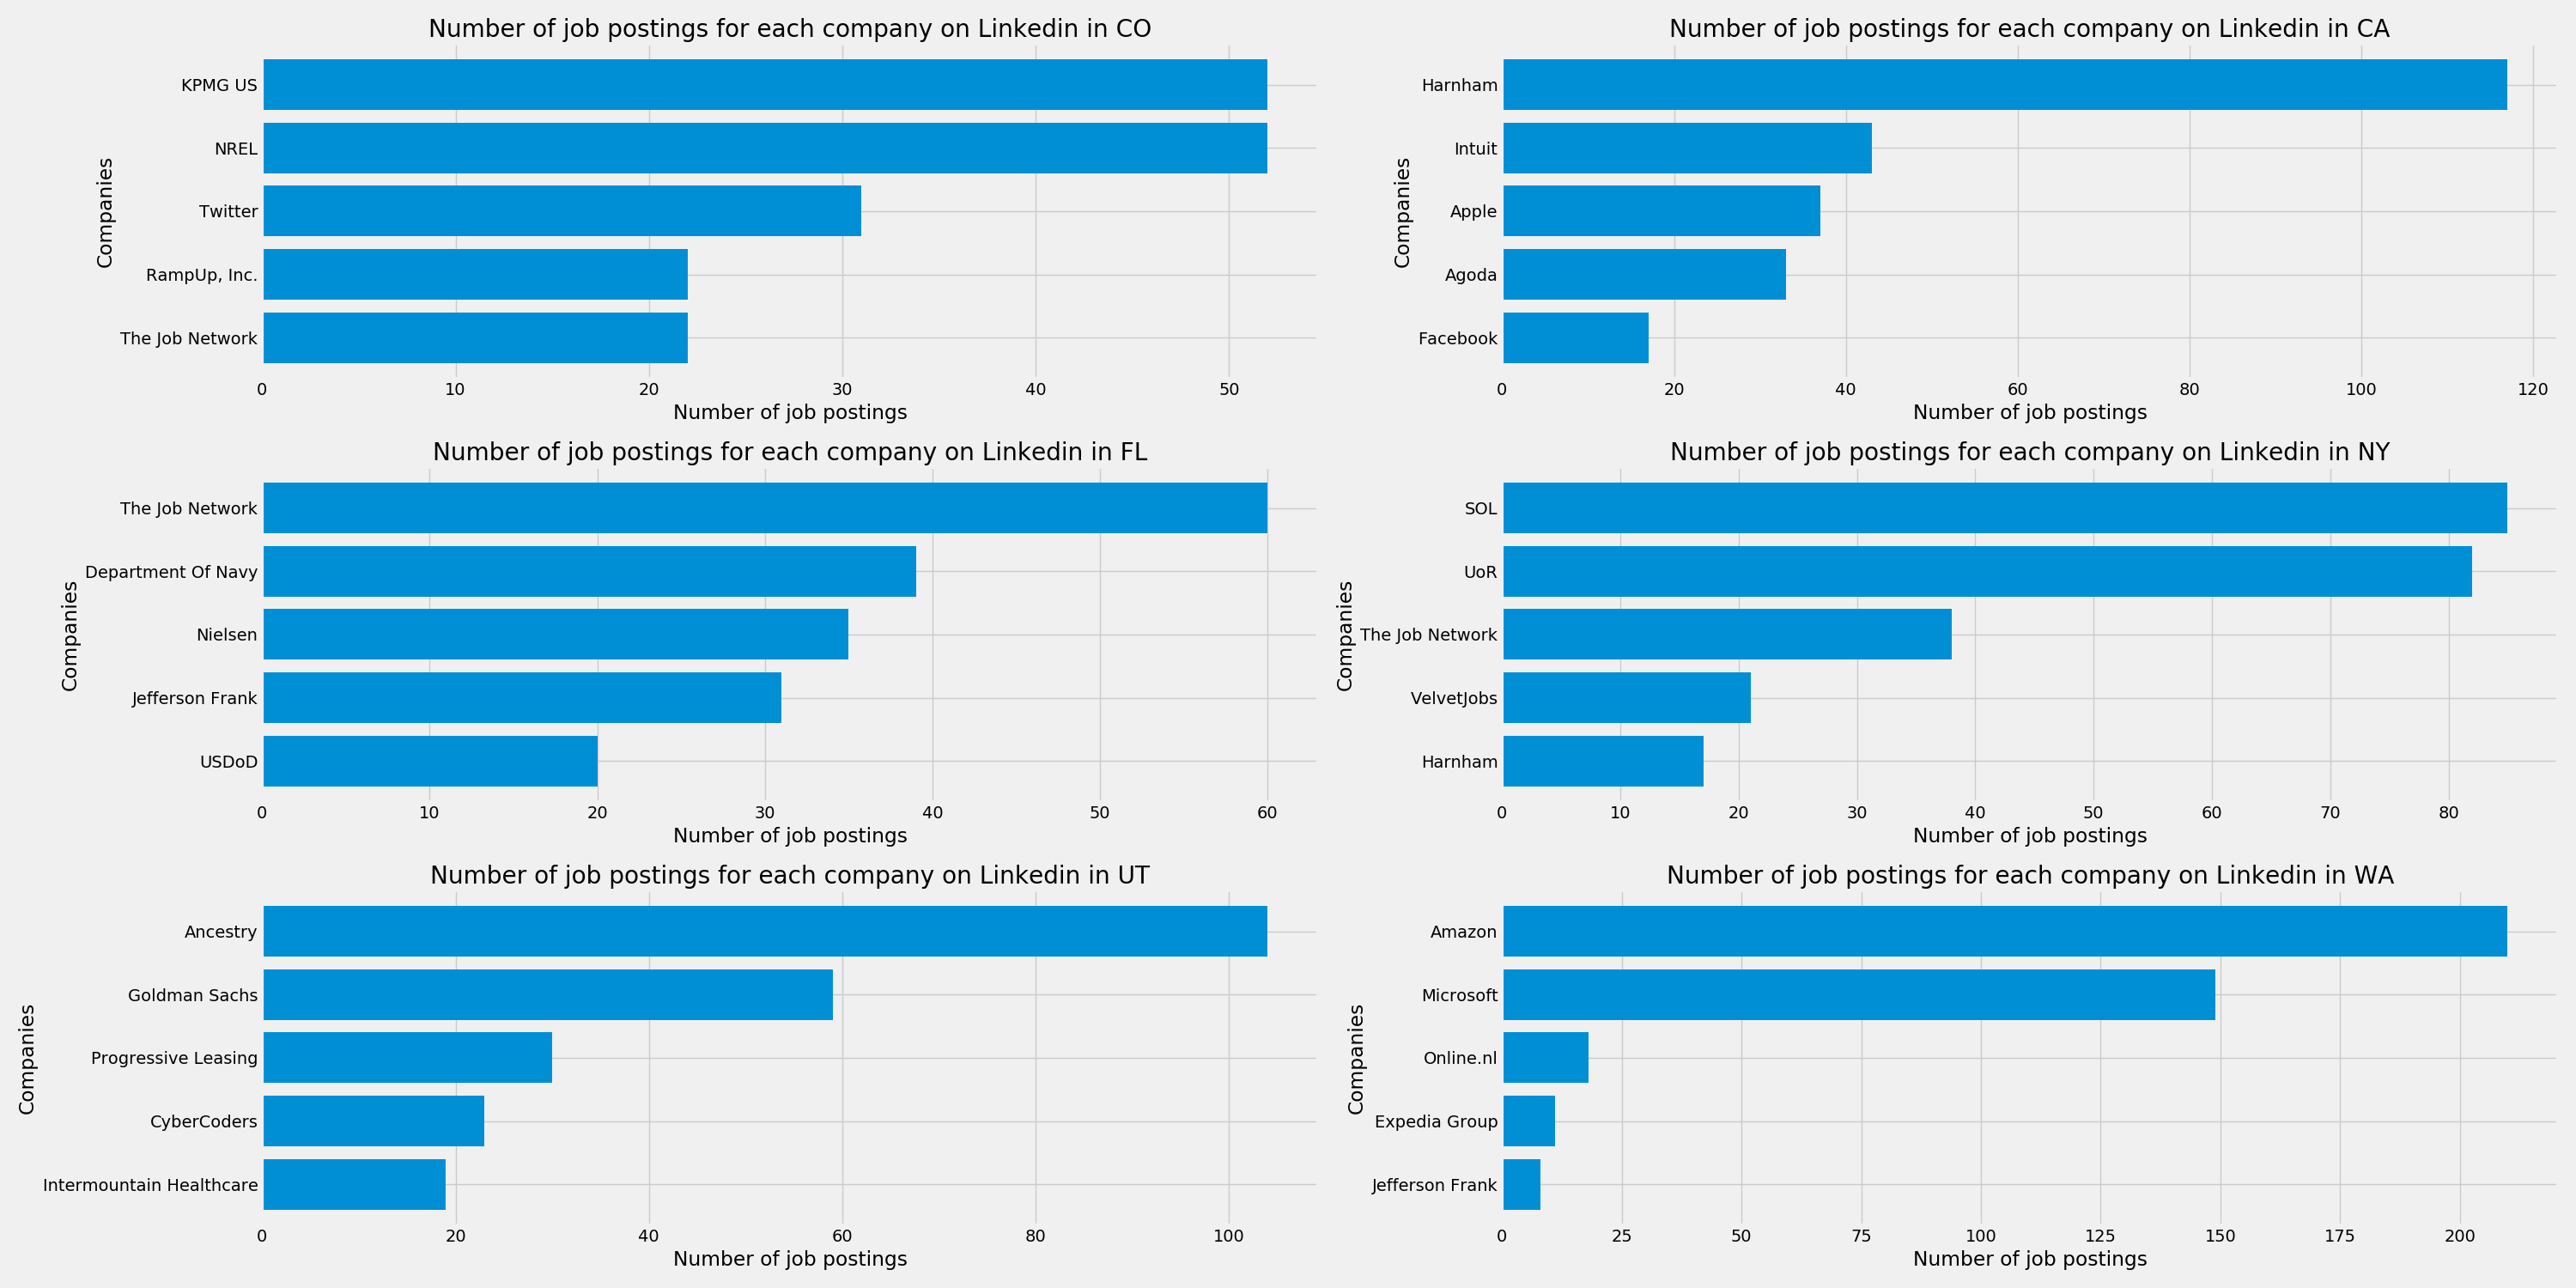 Number of job postings for each company on Linkedin in CO
Companies
KPMG US
NREL
Twitter
RampUp, Inc.
The Job Network
0 10 20 30 40 50
Number of job postings
Number of job postings for each company on Linkedin in CA
Companies
Harnham
Intuit
Apple
Agoda
Facebook
0 20 40 60 80 100 120
Number of job postings
Number of job postings for each company on Linkedin in FL
Companies
The Job Network
Department Of Navy
Nielsen
Jefferson Frank
USDoD
0 10 20 30 40 50 60
Number of job postings
Number of job postings for each company on Linkedin in NY
Companies
SOL
UoR
The Job Network
VelvetJobs
Harnham
0 10 20 30 40 50 60 70 80
Number of job postings
Number of job postings for each company on Linkedin in UT
Companies
Ancestry
Goldman Sachs
Progressive Leasing
CyberCoders
Intermountain Healthcare
0 20 40 60 80 100
Number of job postings
Number of job postings for each company on Linkedin in WA
Companies
Amazon
Microsoft
Online.nl
Expedia Group
Jefferson Frank
0 25 50 75 100 125 150 175 200
Number of job postings